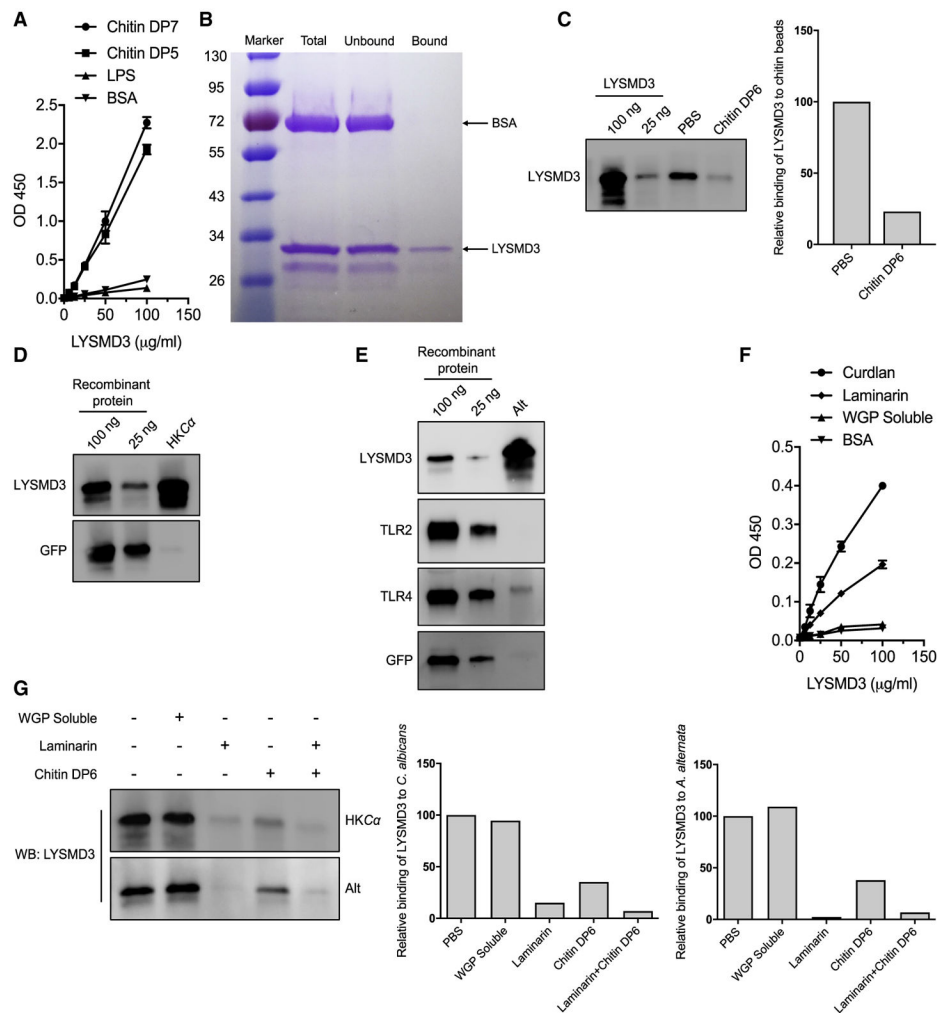 A
Chitin DP7
Chitin DP5
LPS
BSA
2.5
2.0
1.5
1.0
0.5
0.0
OD 450
0 50 100 150
LYSMD3 (μg/ml)
B
Marker Total Unbound Bound
130
95
72
55
43
34
26
BSA
LYSMD3
C
LYSMD3
100 ng
25 ng
PBS
Chitin DP6
LYSMD3
Relative binding of LYSMD3 to chitin beads
150
100
50
0
PBS
Chitin DP6
D
Recombinant
protein
100 ng
25 ng
HKCα
LYSMD3
GFP
E
Recombinant
protein
100 ng
25 ng
Alt
LYSMD3
TLR2
TLR4
GFP
F
Curdlan
Laminarin
WGP Soluble
BSA
0.5
0.4
0.3
0.2
0.1
0.0
OD 450
0 50 100 150
LYSMD3 (μg/ml)
G
WGP Soluble - + - - -
Laminarin - - + - +
Chitin DP6 - - - + +
WB: LYSMD3
HKCα
Alt
Relative binding of LYSMD3 to C. albicans
150
100
50
0
PBS
WGP Soluble
Laminarin
Chitin DP6
Laminarin+Chitin DP6
Relative binding of LYSMD3 to A. alternata
150
100
50
0
PBS
WGP Soluble
Laminarin
Chitin DP6
Laminarin+Chitin DP6